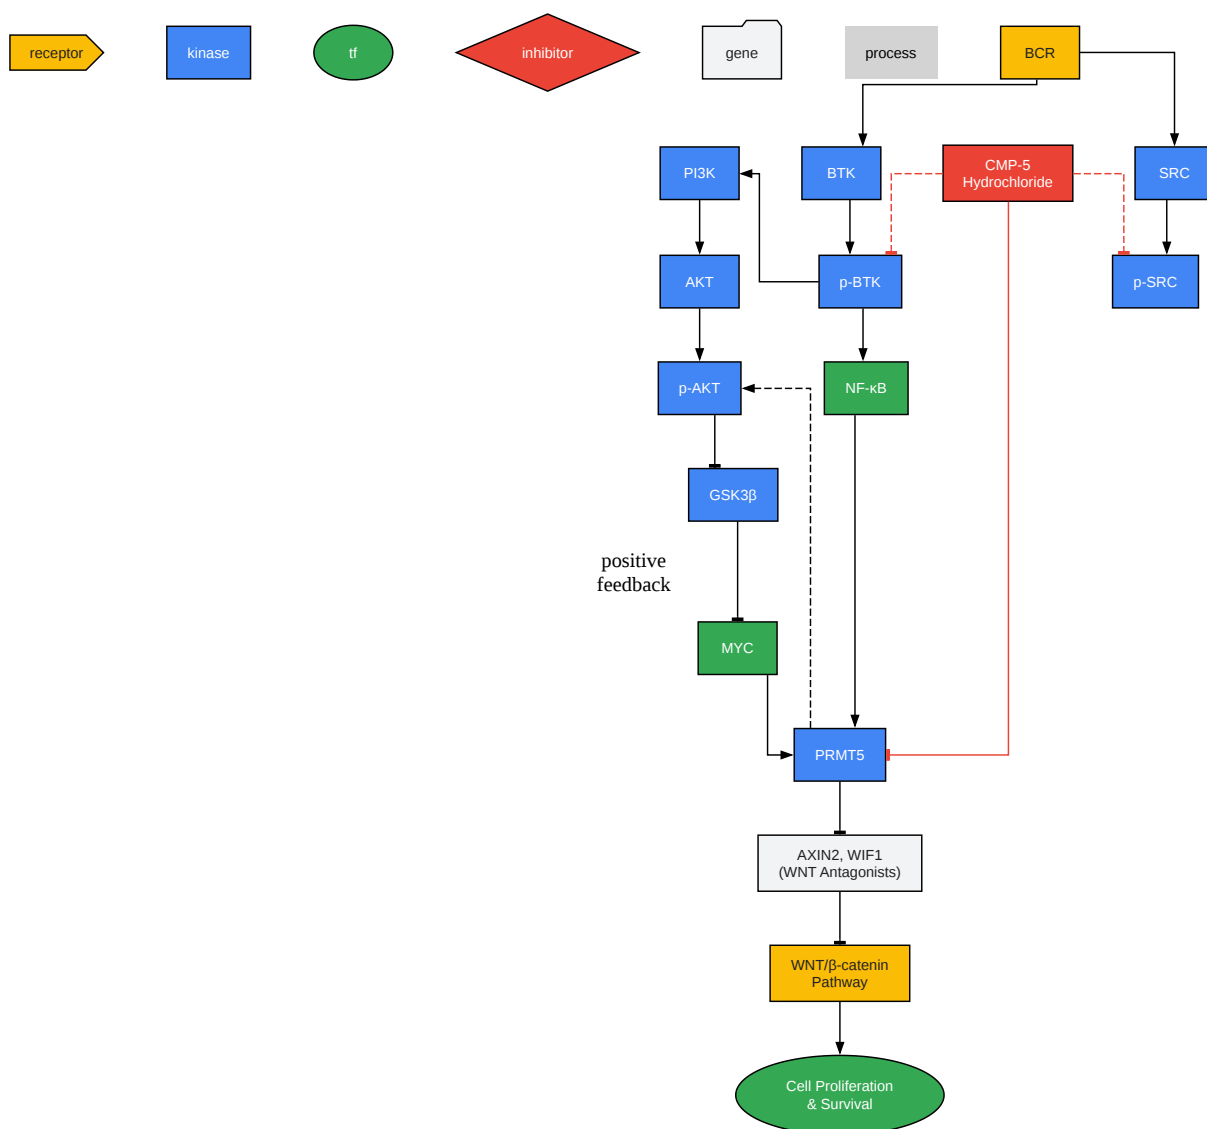 receptor
kinase
tf
inhibitor
gene
process
BCR
PI3K
BTK
CMP-5
Hydrochloride
SRC
AKT
p-BTK
p-SRC
p-AKT
NF-κB
GSK3β
positive
feedback
MYC
PRMT5
AXIN2, WIF1
(WNT Antagonists)
WNT/β-catenin
Pathway
Cell Proliferation
& Survival